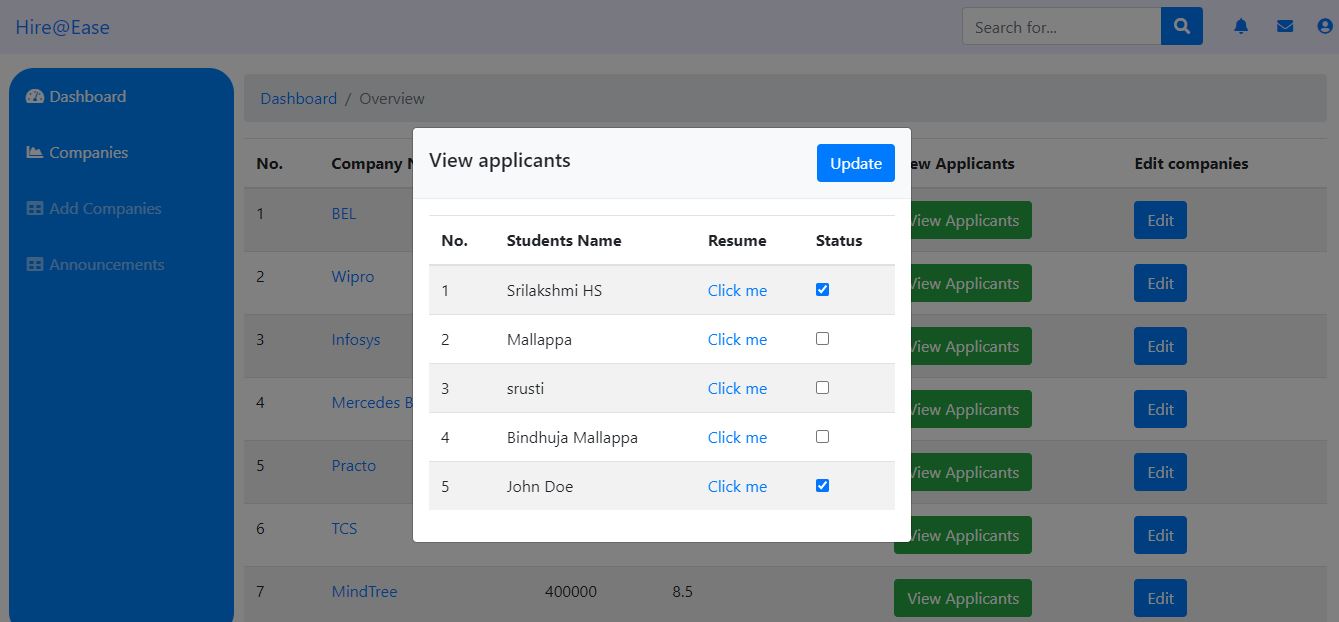 Hire@Ease
Search for...
Dashboard
Companies
Add Companies
Announcements
Dashboard / Overview
No. Company Edit companies
1 BEL View Applicants Edit
2 Wipro View Applicants Edit
3 Infosys View Applicants Edit
4 Mercedes View Applicants Edit
5 Practo View Applicants Edit
6 TCS View Applicants Edit
7 MindTree 400000 8.5 View Applicants Edit
View applicants
Update
No. Students Name Resume Status
1 Srilakshmi HS Click me
2 Mallappa Click me
3 srusti Click me
4 Bindhuja Mallappa Click me
5 John Doe Click me